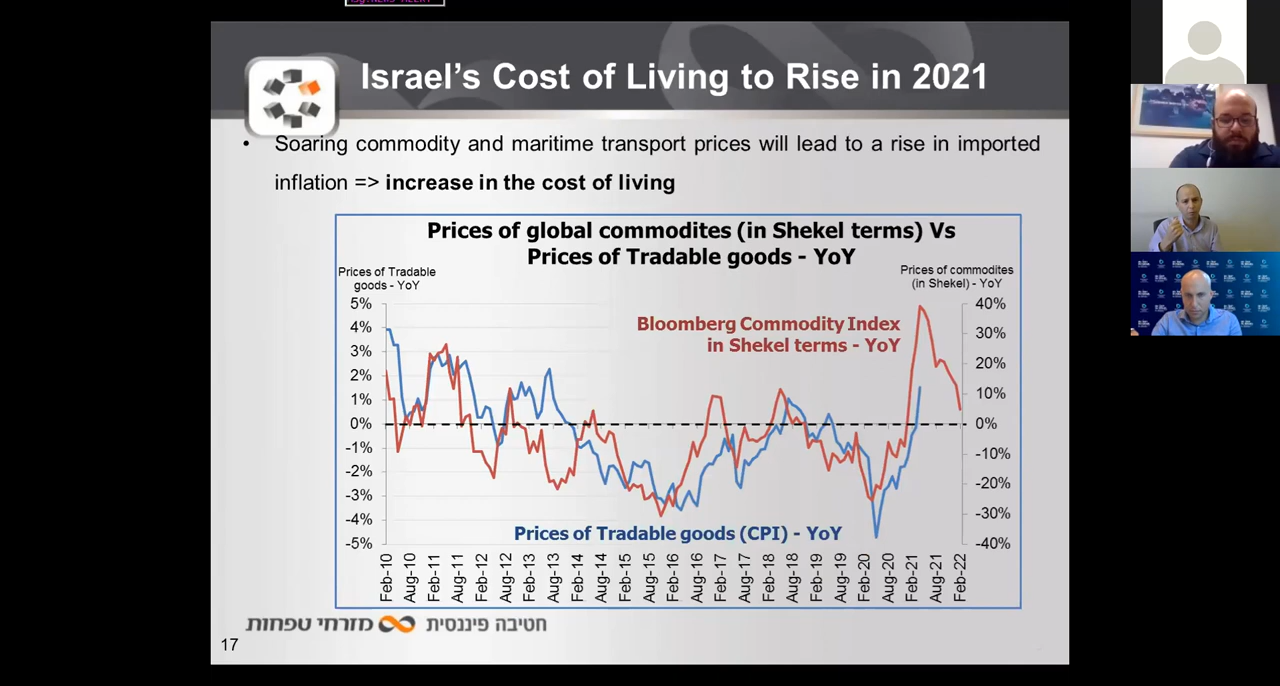 Israel's Cost of Living to Rise in 2021
• Soaring commodity and maritime transport prices will lead to a rise in imported
inflation => increase in the cost of living
Prices of global commodites (in Shekel terms) Vs
Prices of Tradable goods - YoY
Prices of Tradable
goods - YoY
Prices of commodites
(in Shekel) - YoY
5%
4%
3%
2%
1%
0%
-1%
-2%
-3%
-4%
-5%
Bloomberg Commodity Index
in Shekel terms - YoY
40%
30%
20%
10%
0%
-10%
-20%
-30%
-40%
Prices of Tradable goods (CPI) - YoY
Feb-10
Aug-10
Feb-11
Aug-11
Feb-12
Aug-12
Feb-13
Aug-13
Feb-14
Aug-14
Feb-15
Aug-15
Feb-16
Aug-16
Feb-17
Aug-17
Feb-18
Aug-18
Feb-19
Aug-19
Feb-20
Aug-20
Feb-21
Aug-21
Feb-22
חטיבה פיננסית מזרחי טפחות
17